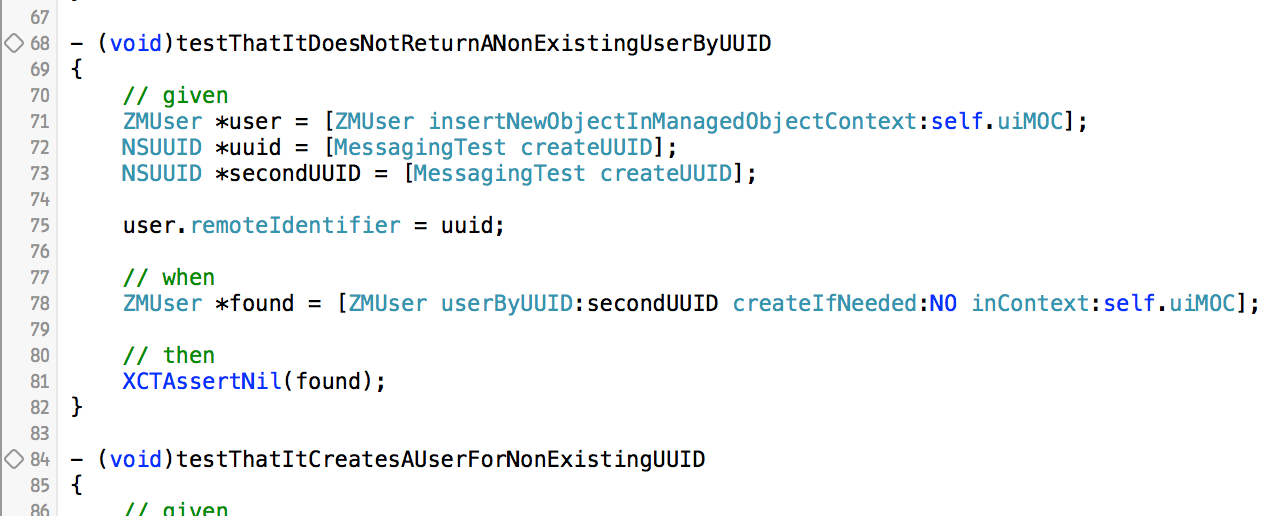 67
68 - (void)testThatItDoesNotReturnANonExistingUserByUUID
69 {
70 // given
71 ZMUser *user = [ZMUser insertNewObjectInManagedObjectContext:self.uiMOC];
72 NSUUID *uuid = [MessagingTest createUUID];
73 NSUUID *secondUUID = [MessagingTest createUUID];
74
75 user.remoteIdentifier = uuid;
76
77 // when
78 ZMUser *found = [ZMUser userByUUID:secondUUID createIfNeeded:NO inContext:self.uiMOC];
79
80 // then
81 XCTAssertNil(found);
82 }
83
84 - (void)testThatItCreatesAUserForNonExistingUUID
85 {
86 // given